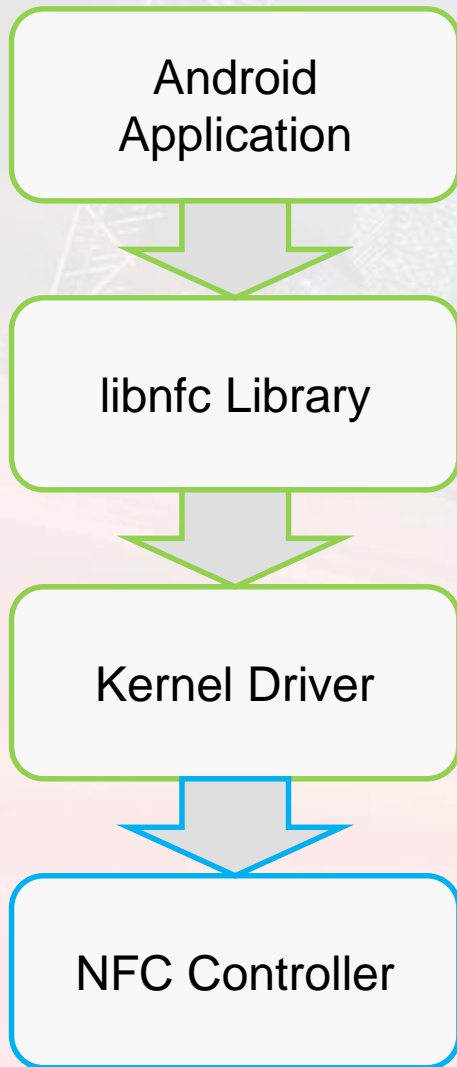 Android
Application
libnfc Library
Kernel Driver
NFC Controller